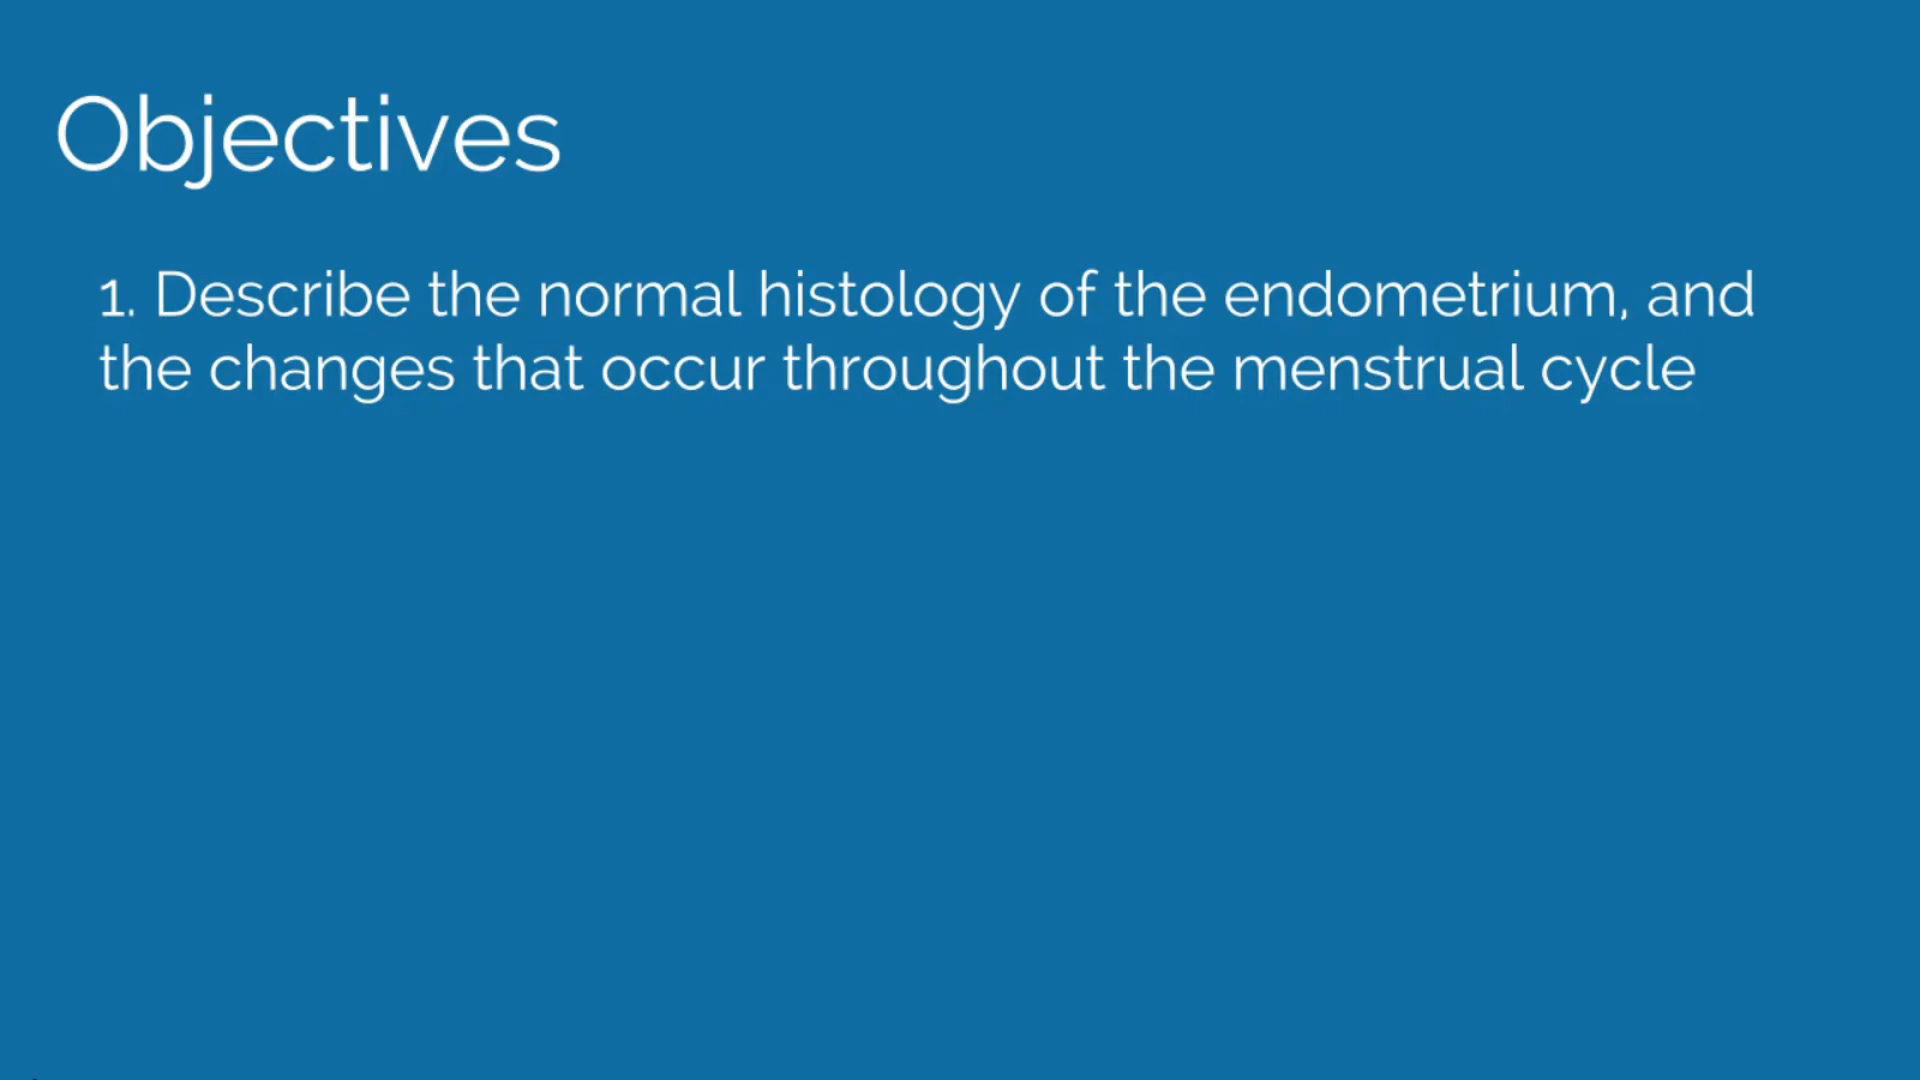 Objectives
1. Describe the normal histology of the endometrium, and
the changes that occur throughout the menstrual cycle